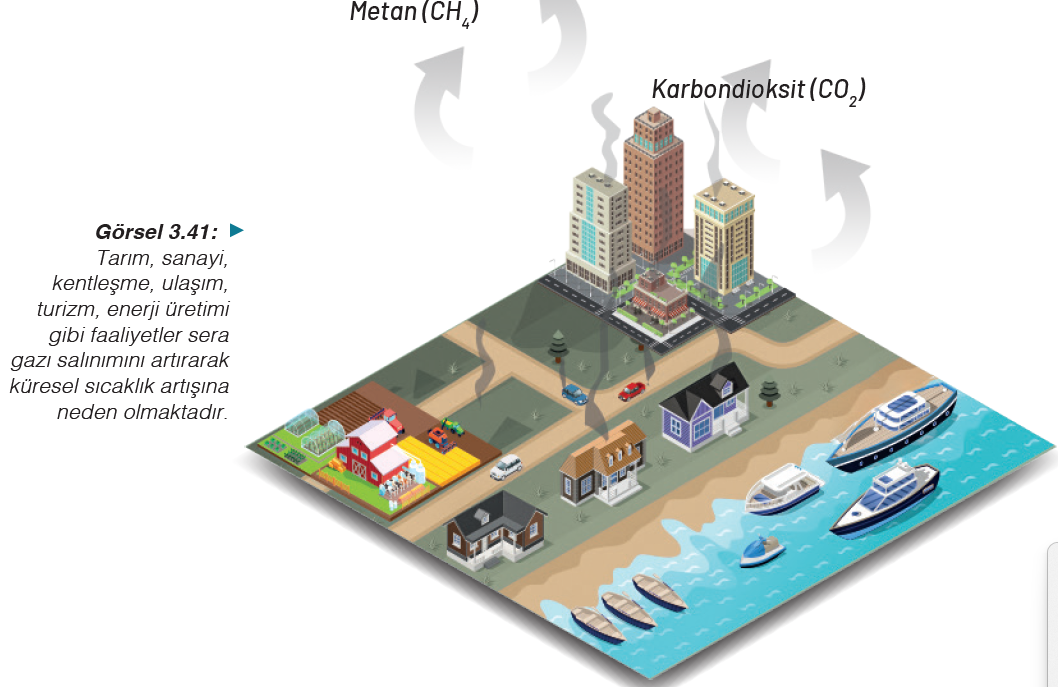 Metan (CH₄)
Karbondioksit (CO₂)
Görsel 3.41: ►
Tarım, sanayi,
kentleşme, ulaşım,
turizm, enerji üretimi
gibi faaliyetler sera
gazı salınımını artırarak
küresel sıcaklık artışına
neden olmaktadır.